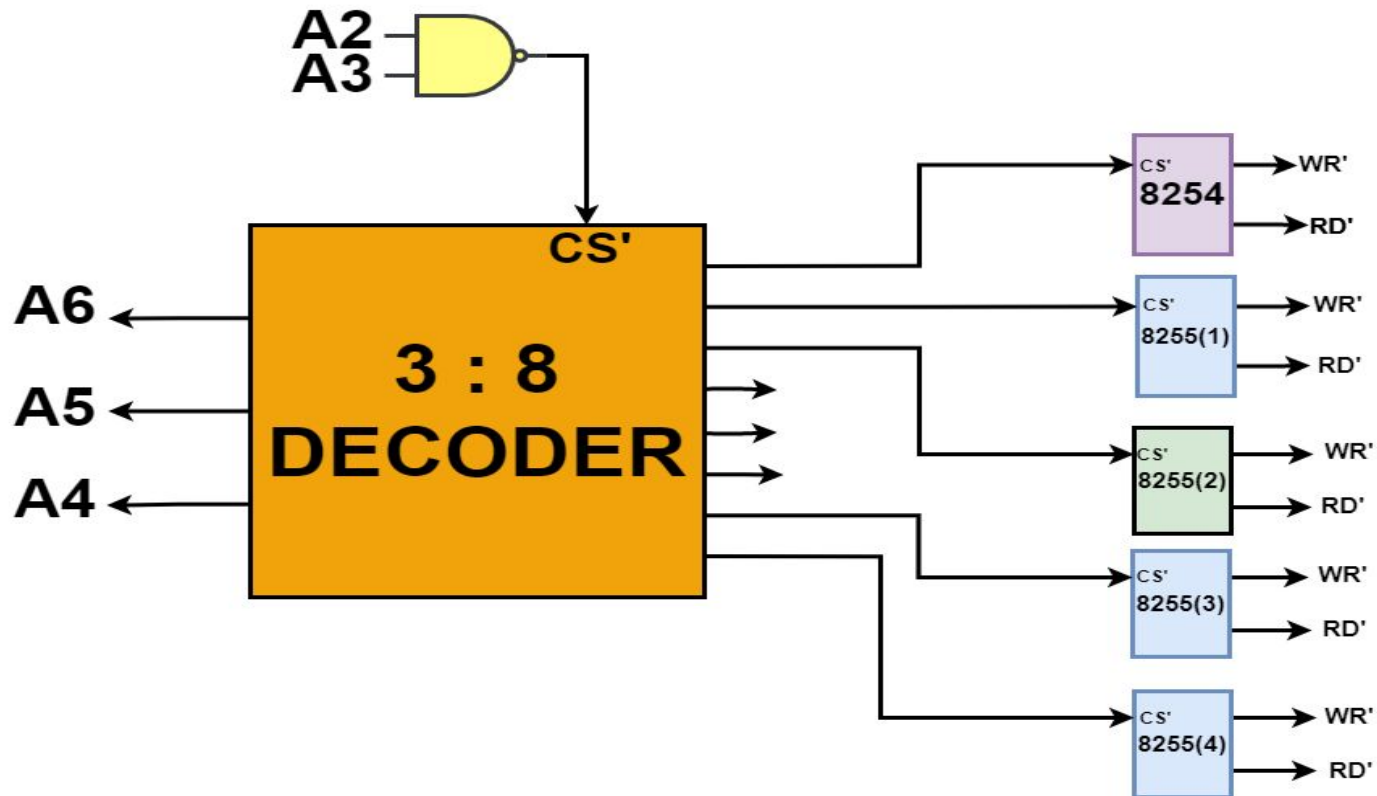 A2
A3
CS'
A6
A5
A4
3 : 8
DECODER
CS'
8254
WR'
RD'
CS'
8255(1)
WR'
RD'
CS'
8255(2)
WR'
RD'
CS'
8255(3)
WR'
RD'
CS'
8255(4)
WR'
RD'